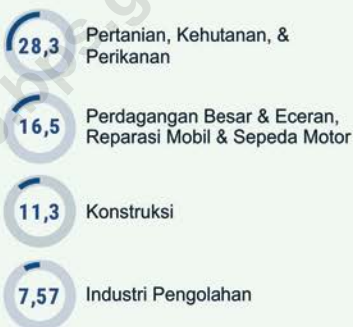 28,3
Pertanian, Kehutanan, &
Perikanan
16,5
Perdagangan Besar & Eceran,
Reparasi Mobil & Sepeda Motor
11,3
Konstruksi
7,57
Industri Pengolahan